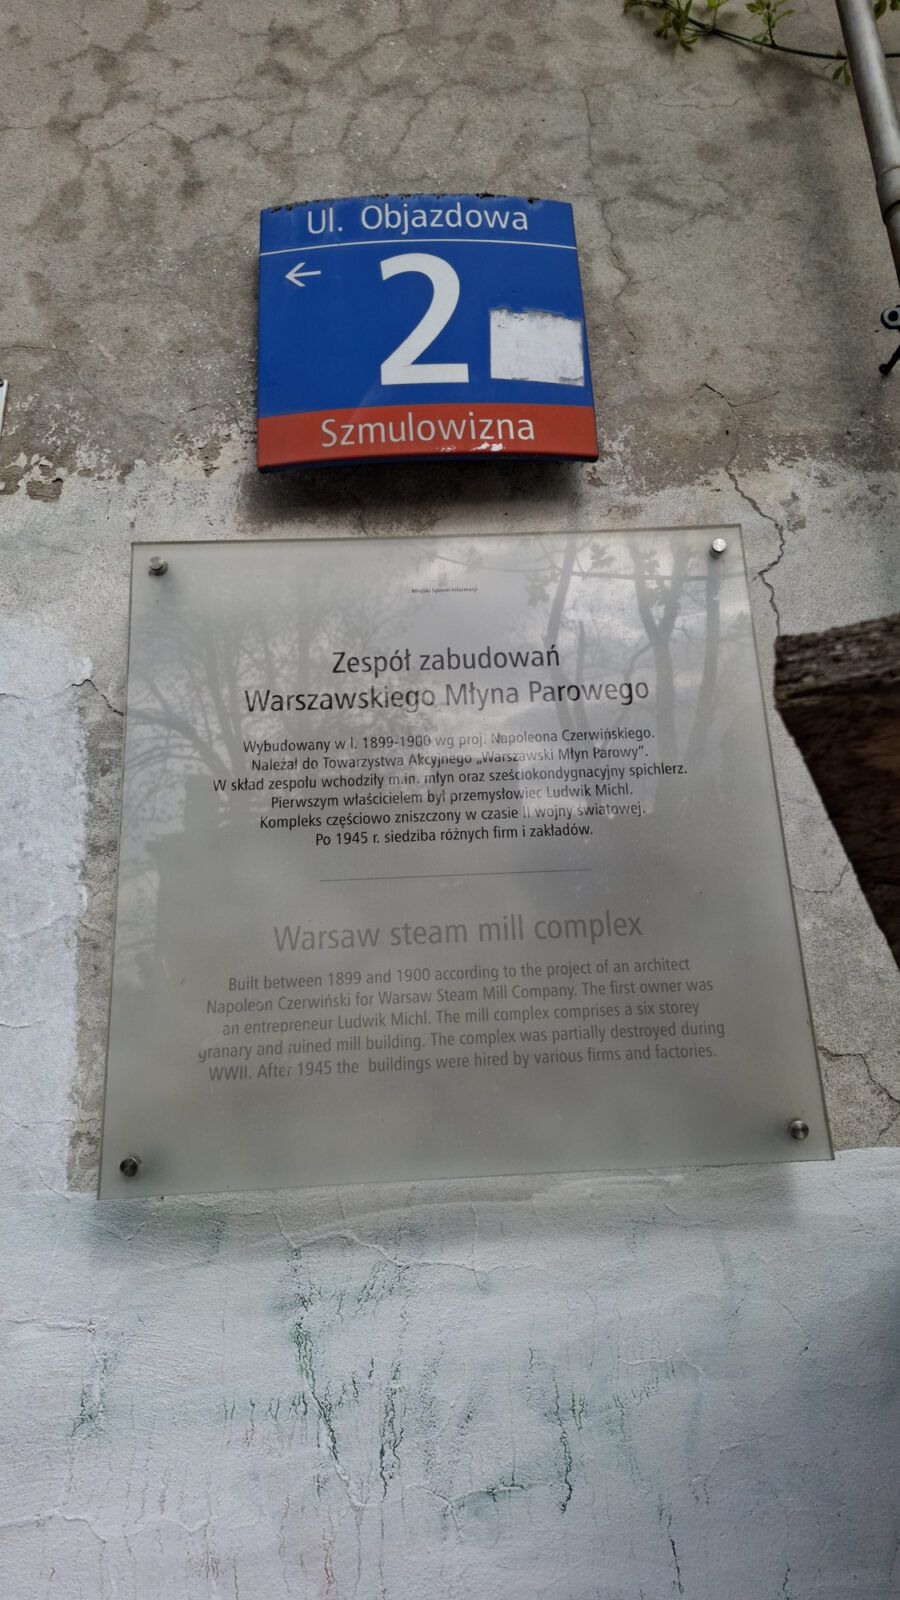 Ul. Objazdowa
←
2
Szmulowizna
Miejski System Informacji
Zespół zabudowań
Warszawskiego Młyna Parowego
Wybudowany w l. 1899-1900 wg proj. Napoleona Czerwińskiego.
Należał do Towarzystwa Akcyjnego „Warszawski Młyn Parowy”.
W skład zespołu wchodziły m.in. młyn oraz sześciokondygnacyjny spichlerz.
Pierwszym właścicielem był przemysłowiec Ludwik Michl.
Kompleks częściowo zniszczony w czasie II wojny światowej.
Po 1945 r. siedziba różnych firm i zakładów.
Warsaw steam mill complex
Built between 1899 and 1900 according to the project of an architect
Napoleon Czerwiński for Warsaw Steam Mill Company. The first owner was
an entrepreneur Ludwik Michl. The mill complex comprises a six storey
granary and ruined mill building. The complex was partially destroyed during
WWII. After 1945 the buildings were hired by various firms and factories.